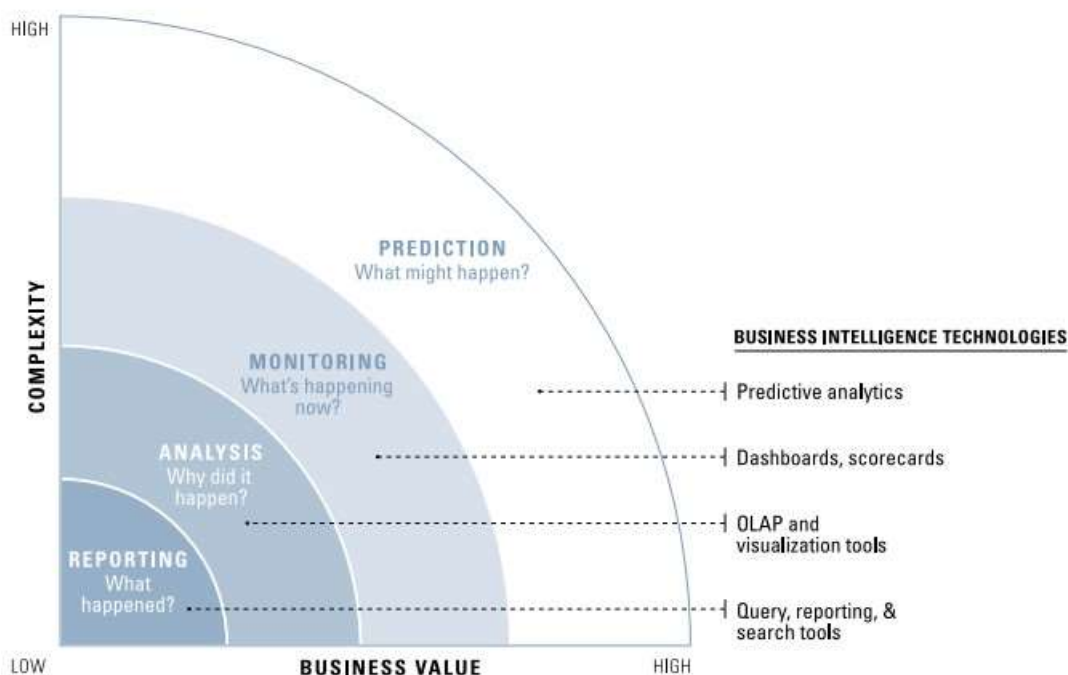 HIGH
COMPLEXITY
PREDICTION
What might happen?
MONITORING
What's happening
now?
ANALYSIS
Why did it
happen?
REPORTING
What
happened?
BUSINESS INTELLIGENCE TECHNOLOGIES
Predictive analytics
Dashboards, scorecards
OLAP and
visualization tools
Query, reporting, &
search tools
LOW
BUSINESS VALUE
HIGH